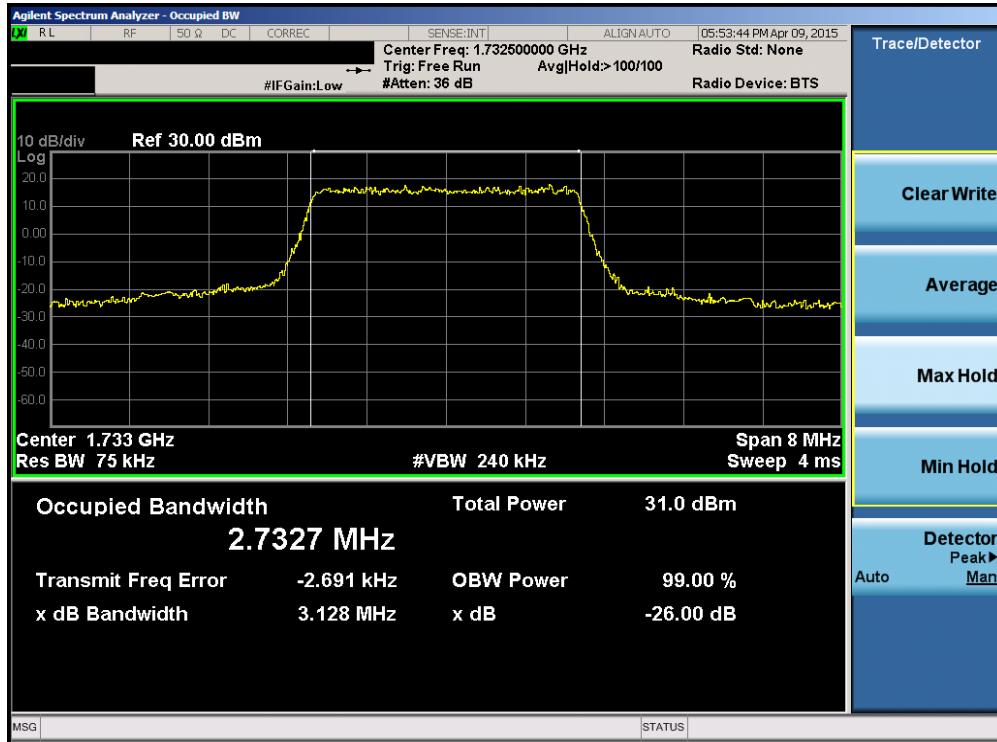 Agilent Spectrum Analyzer - Occupied BW
LXI RL RF 50 Ω DC CORREC SENSE:INT ALIGN AUTO 05:53:44 PM Apr 09, 2015
Center Freq: 1.732500000 GHz Radio Std: None
Trig: Free Run Avg|Hold:>100/100
#IFGain:Low #Atten: 36 dB Radio Device: BTS
Trace/Detector
10 dB/div Ref 30.00 dBm
Log
20.0
10.0
0.00
-10.0
-20.0
-30.0
-40.0
-50.0
-60.0
Center 1.733 GHz Span 8 MHz
Res BW 75 kHz #VBW 240 kHz Sweep 4 ms
Occupied Bandwidth Total Power 31.0 dBm
2.7327 MHz
Transmit Freq Error -2.691 kHz OBW Power 99.00 %
x dB Bandwidth 3.128 MHz x dB -26.00 dB
Clear Write
Average
Max Hold
Min Hold
Detector
Peak▶
Auto Man
MSG STATUS